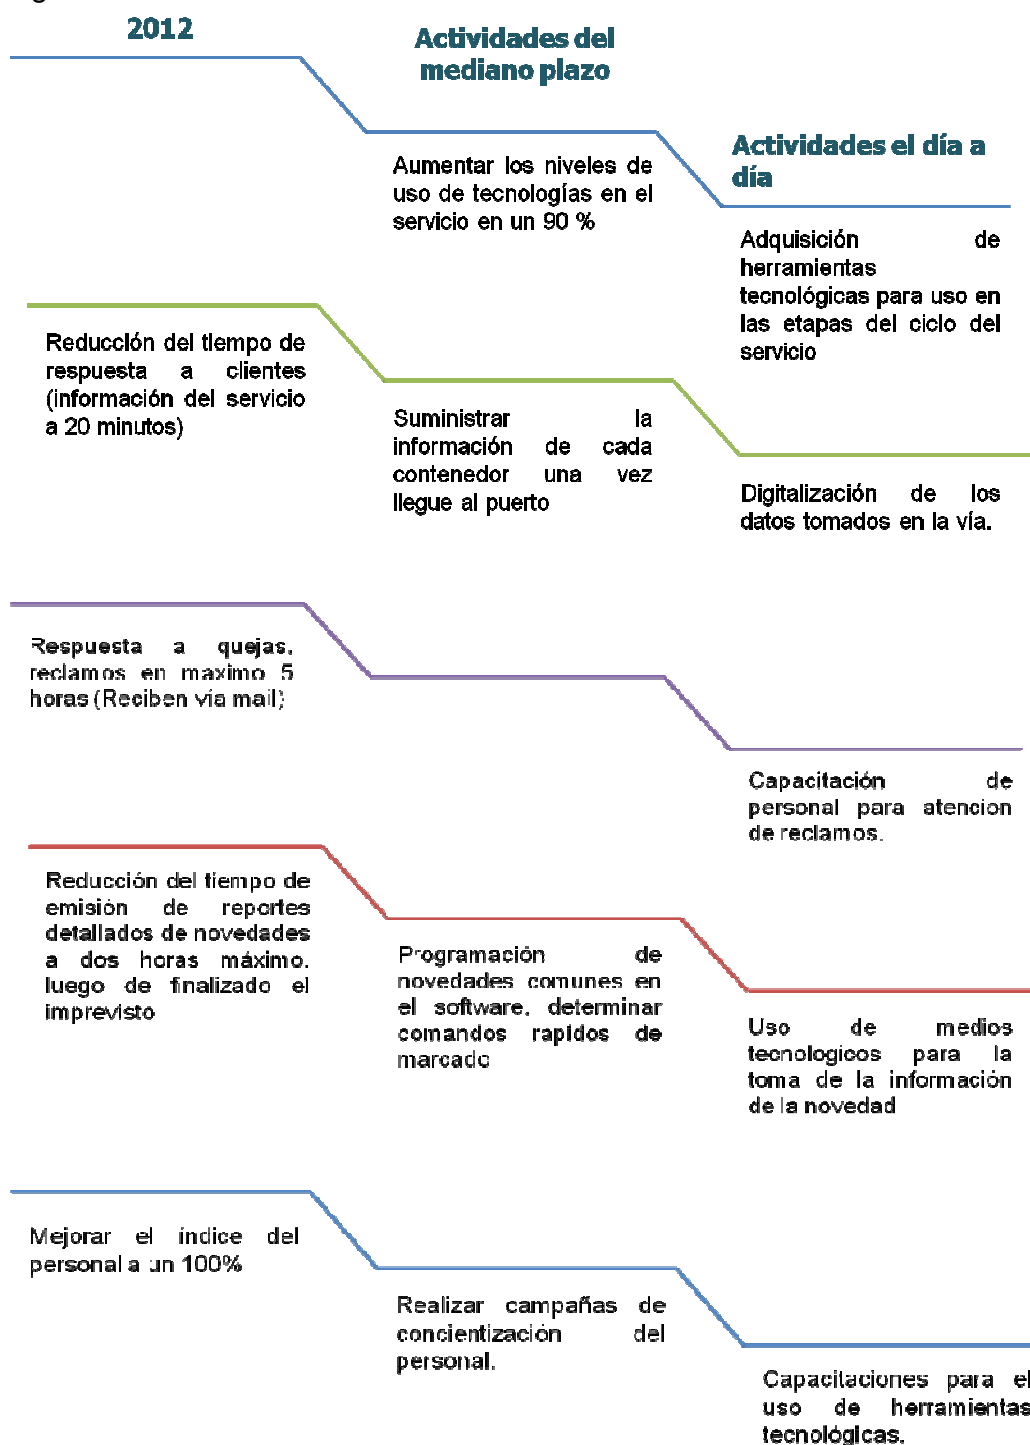 2012
Actividades del
mediano plazo
Aumentar los niveles de
uso de tecnologías en el
servicio en un 90 %
Actividades el día a
día
Adquisición de
herramientas
tecnológicas para uso en
las etapas del ciclo del
servicio
Reducción del tiempo de
respuesta a clientes
(información del servicio
a 20 minutos)
Suministrar la
información de cada
contenedor una vez
llegue al puerto
Digitalización de los
datos tomados en la vía.
Respuesta a quejas,
reclamos en maximo 5
horas (Reciben vía mail)
Capacitación de
personal para atencion
de reclamos.
Reducción del tiempo de
emisión de reportes
detallados de novedades
a dos horas máximo,
luego de finalizado el
imprevisto
Programación de
novedades comunes en
el software, determinar
comandos rapidos de
marcado
Uso de medios
tecnologicos para la
toma de la información
de la novedad
Mejorar el índice del
personal a un 100%
Realizar campañas de
concientización del
personal.
Capacitaciones para el
uso de herramientas
tecnológicas.